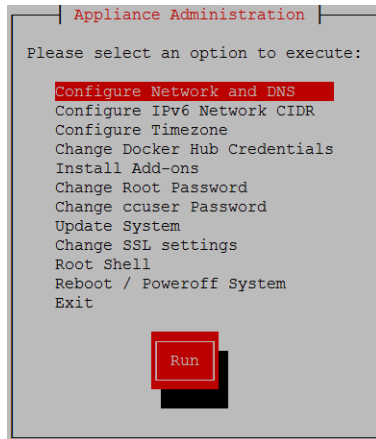 Appliance Administration
Please select an option to execute:
Configure Network and DNS
Configure IPv6 Network CIDR
Configure Timezone
Change Docker Hub Credentials
Install Add-ons
Change Root Password
Change ccuser Password
Update System
Change SSL settings
Root Shell
Reboot / Poweroff System
Exit
Run